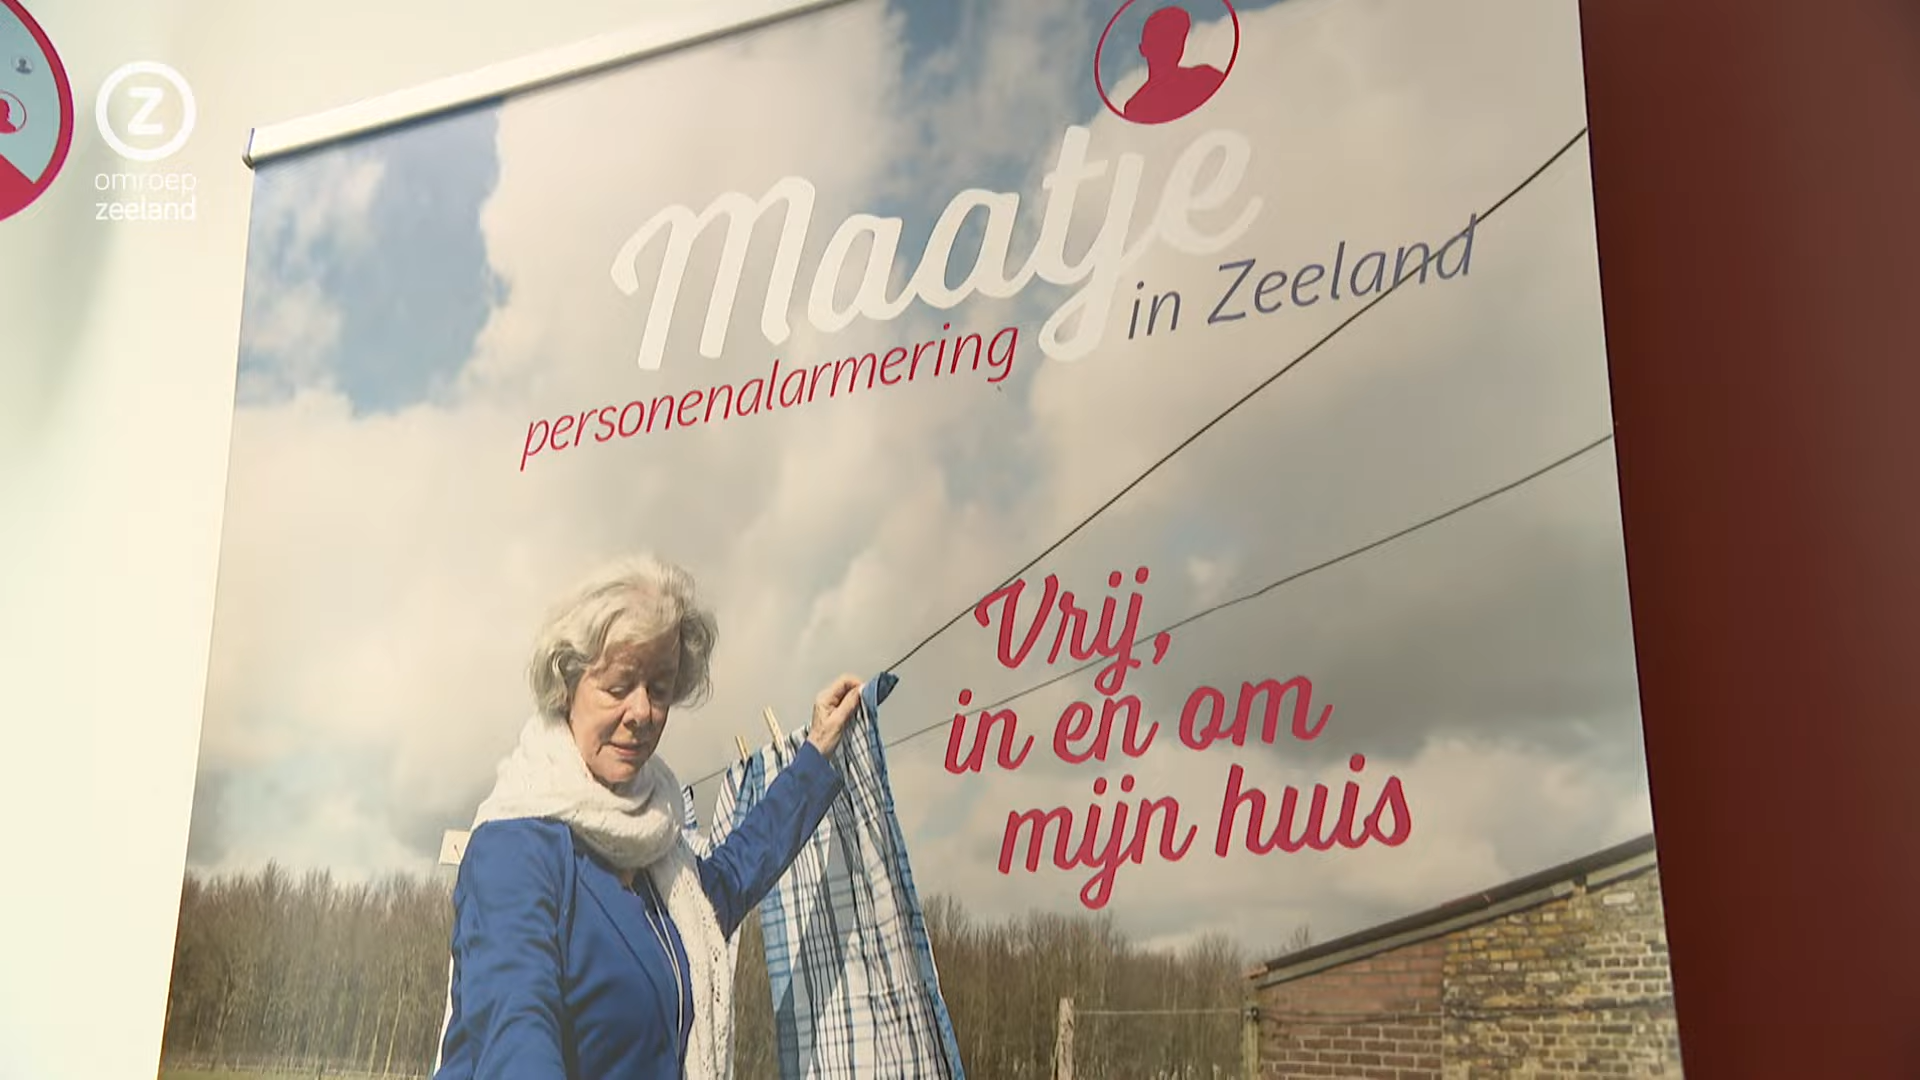 Z
omroep
zeeland
Maatje
in Zeeland
personenalarmering
Vrij,
in en om
mijn huis